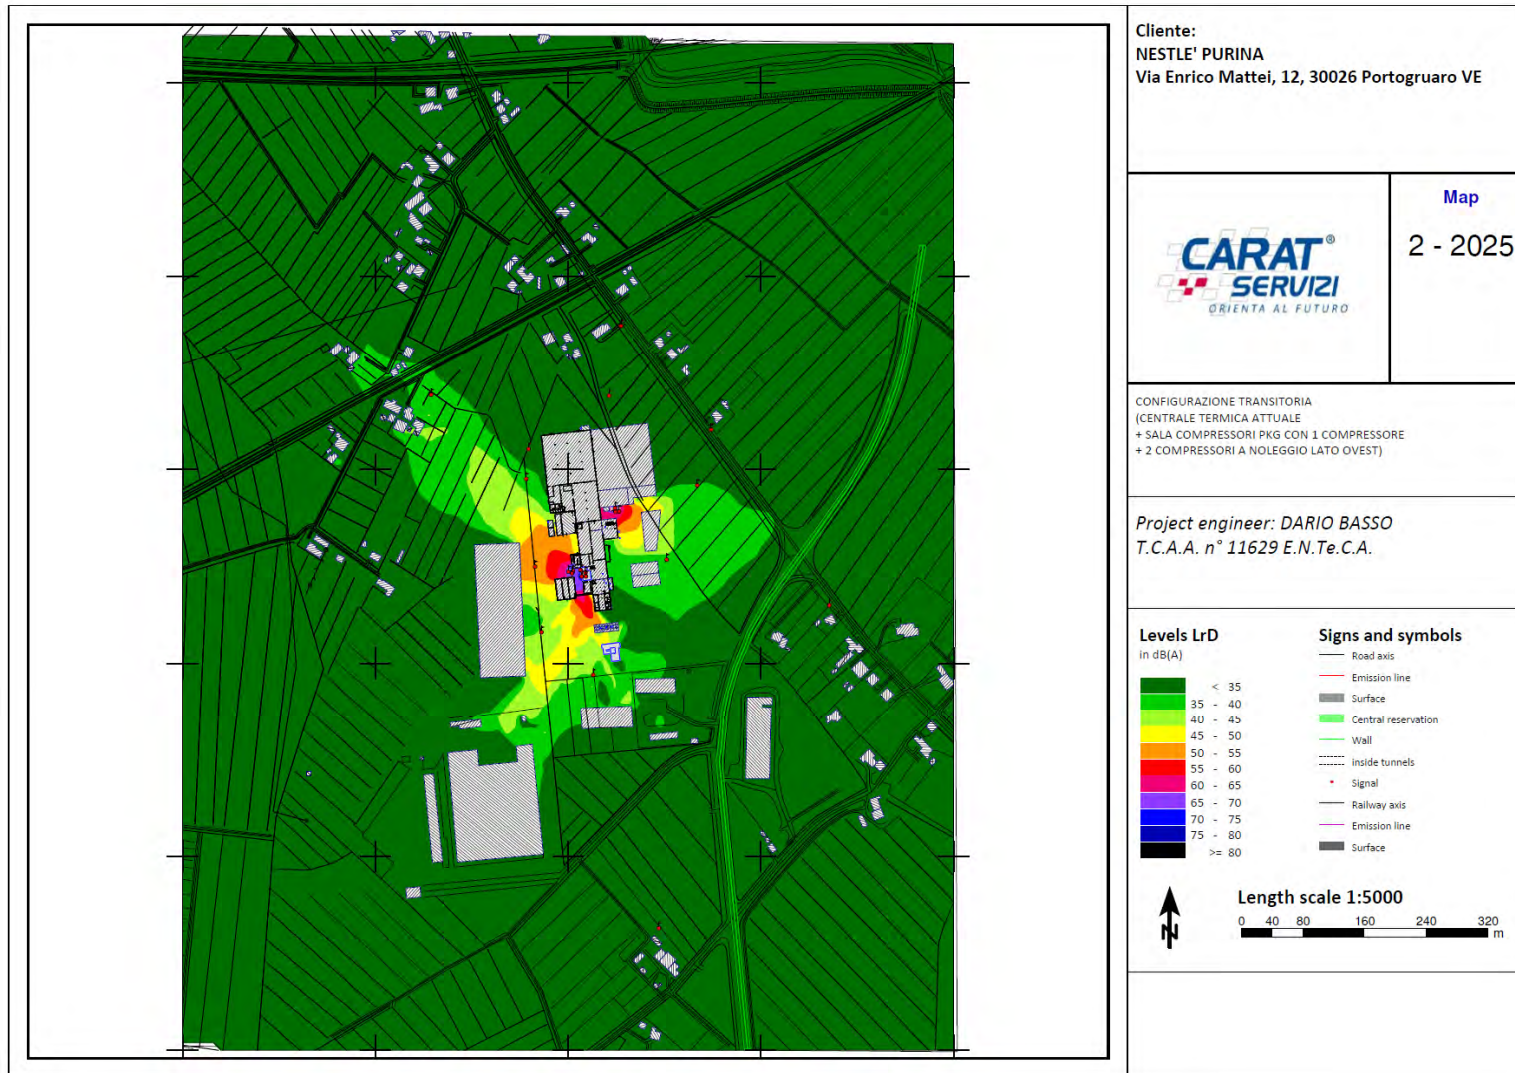 Cliente:
NESTLE' PURINA
Via Enrico Mattei, 12, 30026 Portogruaro VE
CARAT®
SERVIZI
ORIENTA AL FUTURO
Map
2 - 2025
CONFIGURAZIONE TRANSITORIA
(CENTRALE TERMICA ATTUALE
+ SALA COMPRESSORI PKG CON 1 COMPRESSORE
+ 2 COMPRESSORI A NOLEGGIO LATO OVEST)
Project engineer: DARIO BASSO
T.C.A.A. n° 11629 E.N.Te.C.A.
Levels LrD
in dB(A)
< 35
35 - 40
40 - 45
45 - 50
50 - 55
55 - 60
60 - 65
65 - 70
70 - 75
75 - 80
>= 80
Signs and symbols
Road axis
Emission line
Surface
Central reservation
Wall
inside tunnels
Signal
Railway axis
Emission line
Surface
N
Length scale 1:5000
0 40 80 160 240 320
m